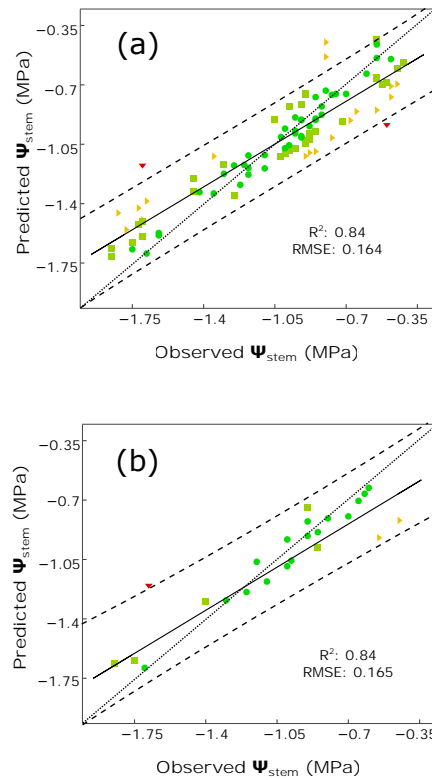 (a)
Predicted Ψstem (MPa)
−0.35
−0.7
−1.05
−1.4
−1.75
R²: 0.84
RMSE: 0.164
−1.75 −1.4 −1.05 −0.7 −0.35
Observed Ψstem (MPa)
(b)
Predicted Ψstem (MPa)
−0.35
−0.7
−1.05
−1.4
−1.75
R²: 0.84
RMSE: 0.165
−1.75 −1.4 −1.05 −0.7 −0.35
Observed Ψstem (MPa)